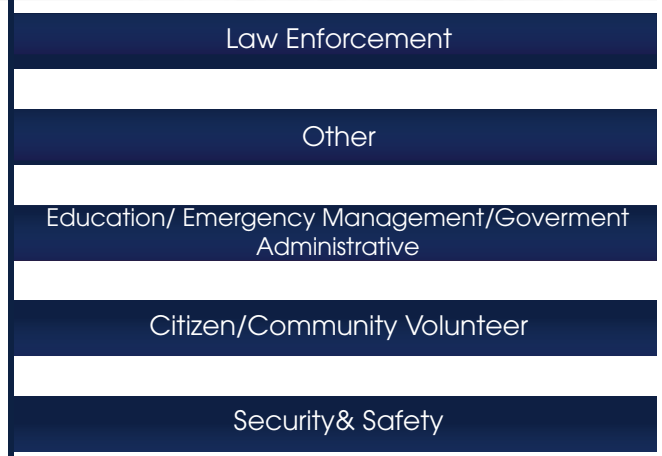 Law Enforcement
Other
Education/ Emergency Management/Goverment
Administrative
Citizen/Community Volunteer
Security& Safety